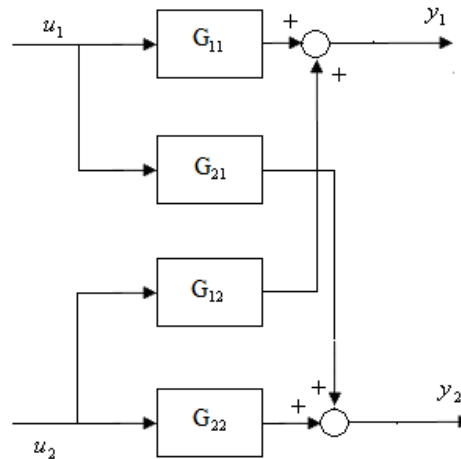 u₁
G₁₁
+
y₁
+
G₂₁
G₁₂
+
y₂
+
G₂₂
u₂